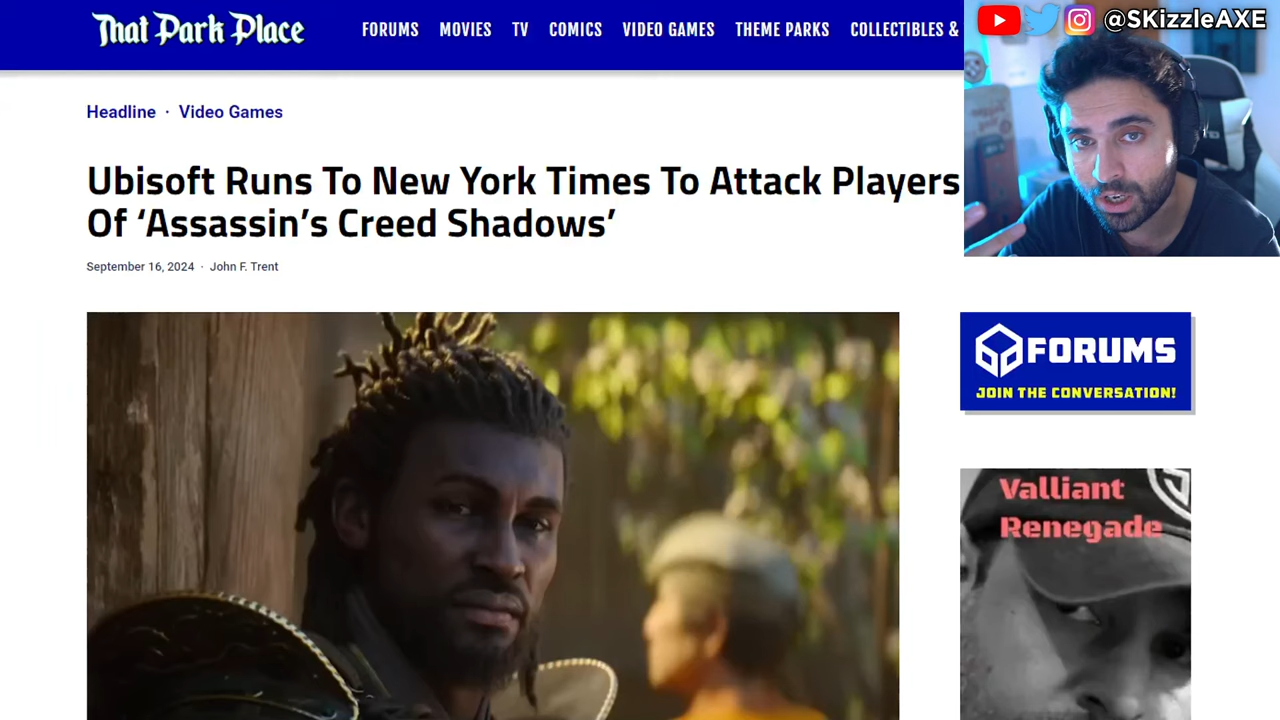 That Park Place
FORUMS
MOVIES
TV
COMICS
VIDEO GAMES
THEME PARKS
COLLECTIBLES &
@SKizzleAXE
Headline · Video Games
Ubisoft Runs To New York Times To Attack Players
Of ‘Assassin’s Creed Shadows’
September 16, 2024 · John F. Trent
FORUMS
JOIN THE CONVERSATION!
Valliant
Renegade